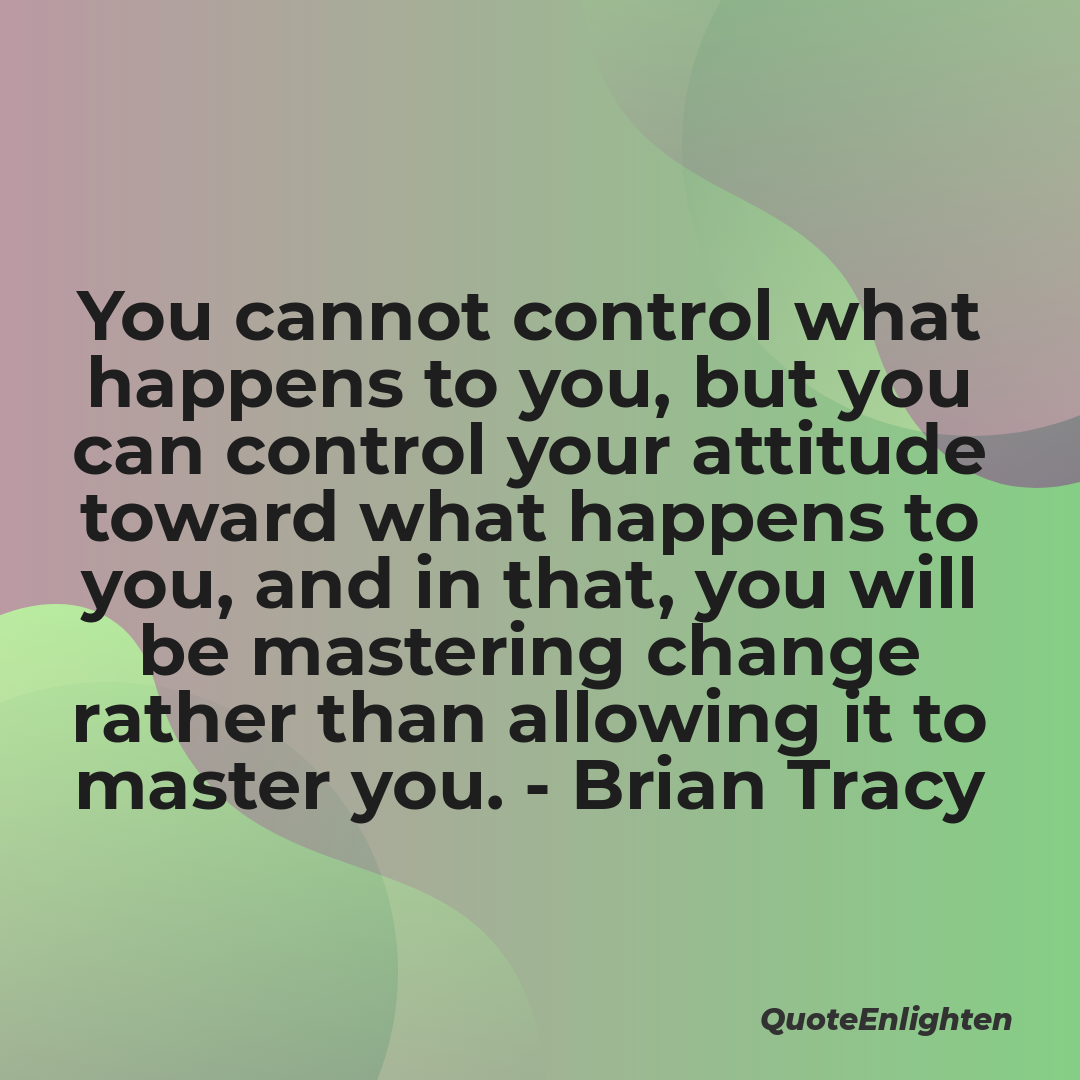 You cannot control what
happens to you, but you
can control your attitude
toward what happens to
you, and in that, you will
be mastering change
rather than allowing it to
master you. - Brian Tracy
QuoteEnlighten